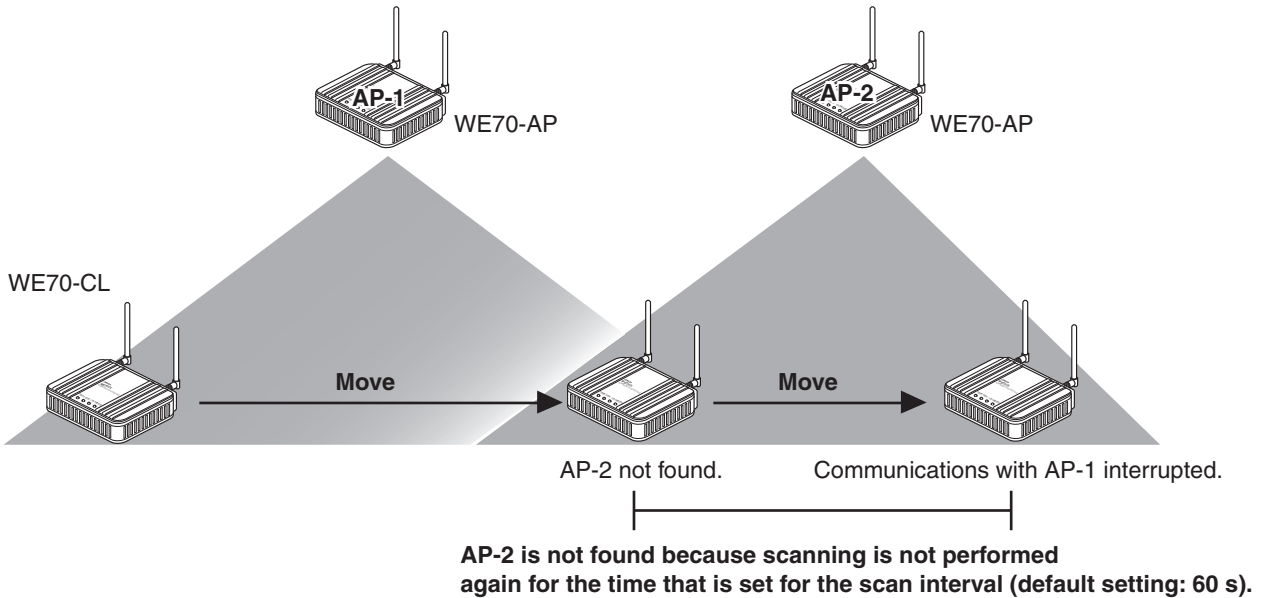 AP-1
WE70-AP
AP-2
WE70-AP
WE70-CL
Move
Move
AP-2 not found.
Communications with AP-1 interrupted.
AP-2 is not found because scanning is not performed
again for the time that is set for the scan interval (default setting: 60 s).